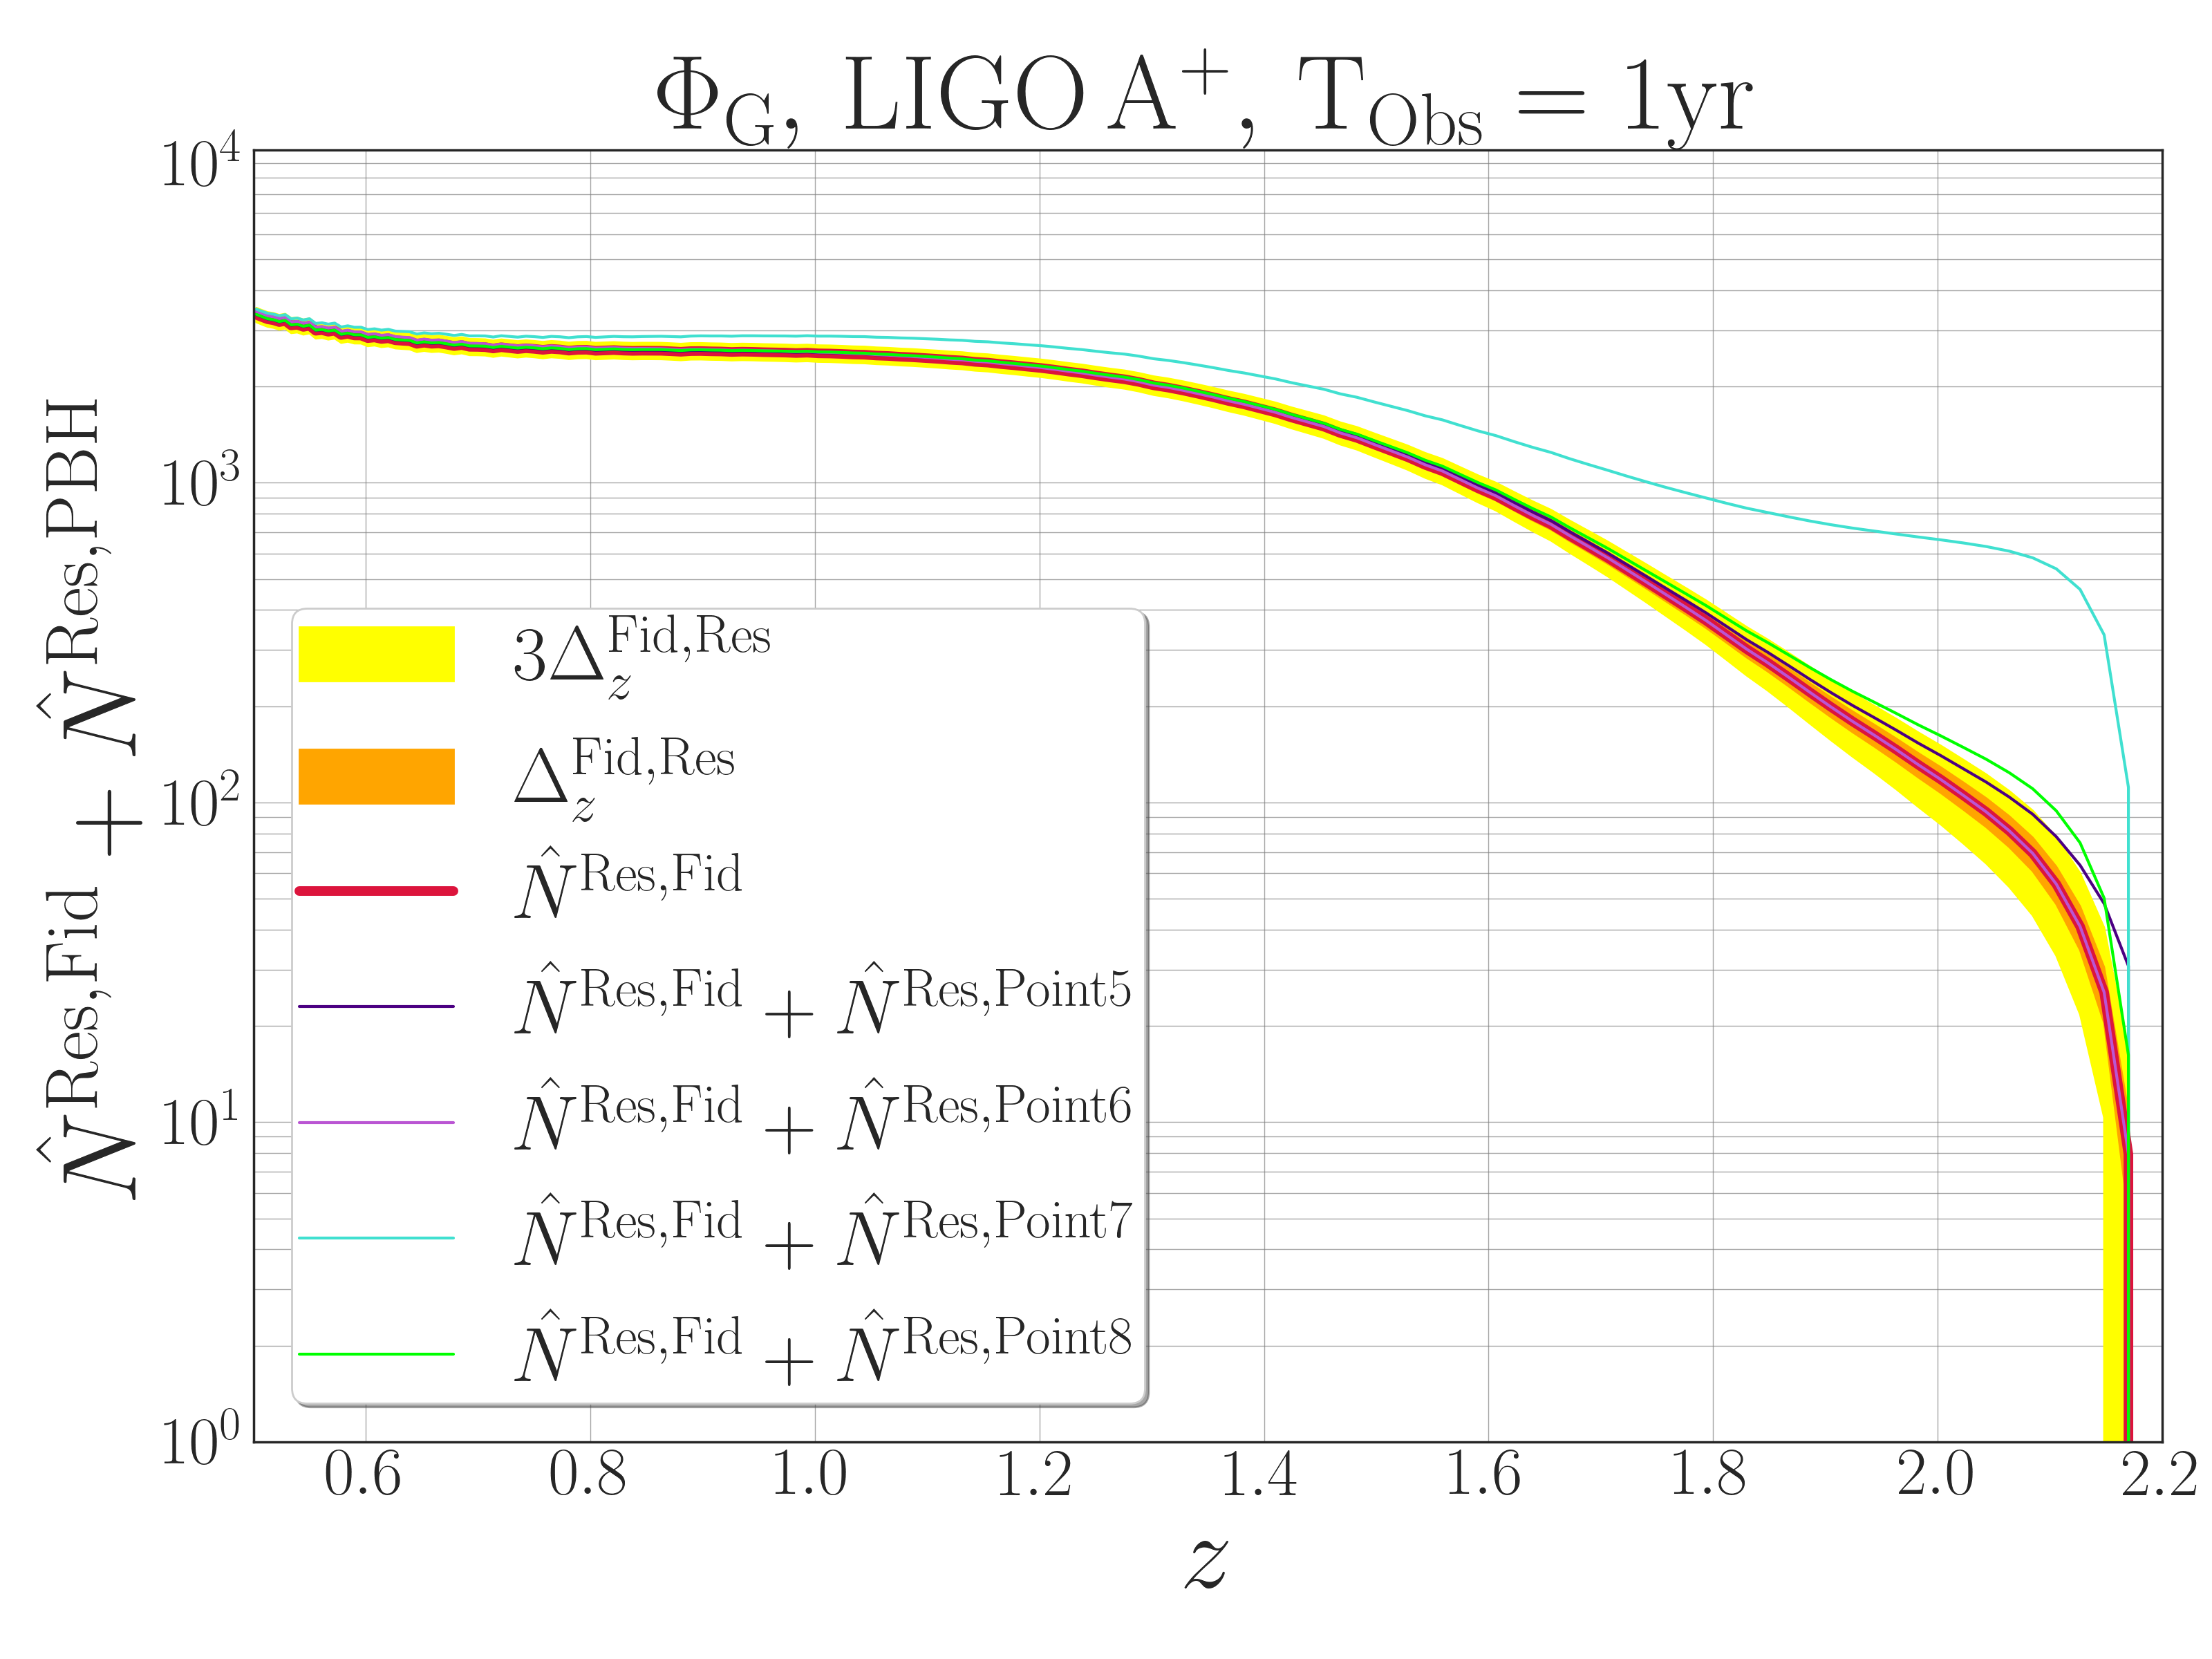 Φ_G, LIGO A^+, T_Obs = 1yr
N̂^Res,Fid + N̂^Res,PBH
10^4
10^3
10^2
10^1
10^0
3Δ_z^Fid,Res
Δ_z^Fid,Res
N̂^Res,Fid
N̂^Res,Fid + N̂^Res,Point5
N̂^Res,Fid + N̂^Res,Point6
N̂^Res,Fid + N̂^Res,Point7
N̂^Res,Fid + N̂^Res,Point8
0.6 0.8 1.0 1.2 1.4 1.6 1.8 2.0 2.2
z